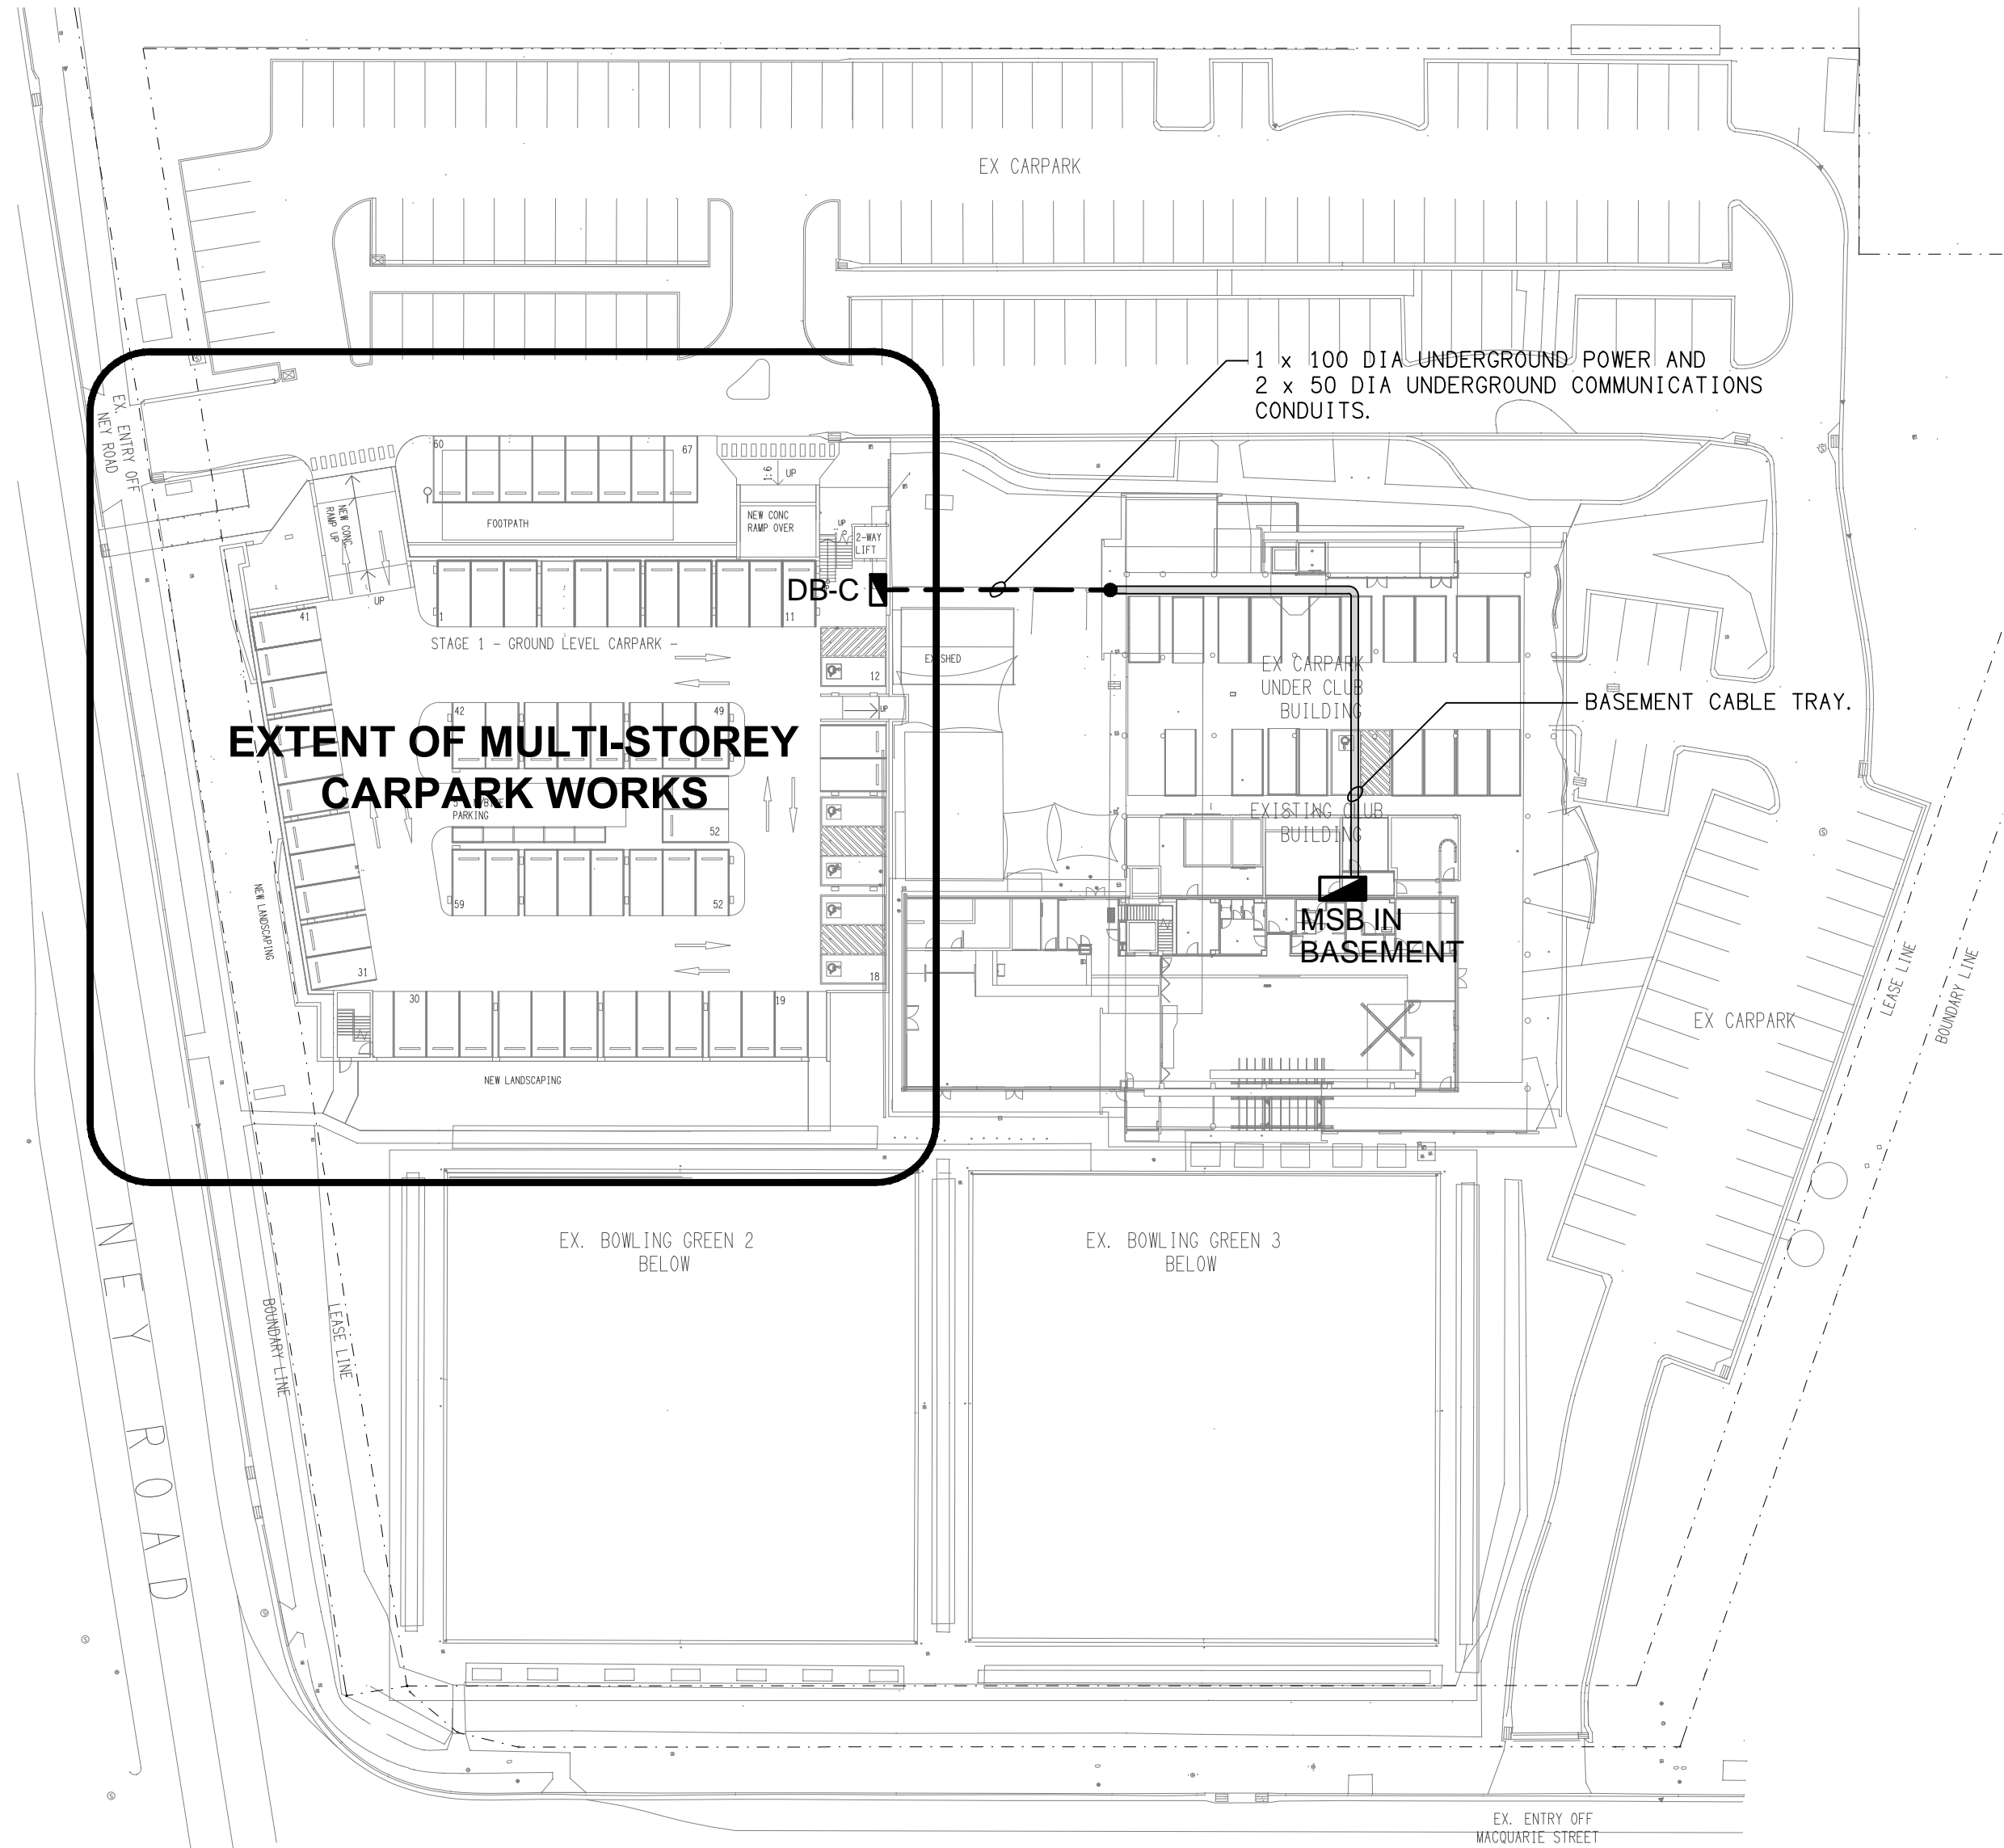 EX CARPARK
1 x 100 DIA UNDERGROUND POWER AND
2 x 50 DIA UNDERGROUND COMMUNICATIONS
CONDUITS.
EX. ENTRY OFF
NEY ROAD
60
67
1:6
UP
NEW CONC
RAMP UP
FOOTPATH
NEW CONC
RAMP OVER
UP
2-WAY
LIFT
DB-C
UP
41
1
11
STAGE 1 - GROUND LEVEL CARPARK -
EX SHED
12
EX CARPARK
UNDER CLUB
BUILDING
BASEMENT CABLE TRAY.
42
49
UP
EXTENT OF MULTI-STOREY
CARPARK WORKS
PARKING
52
EXISTING CLUB
BUILDING
59
52
NEW LANDSCAPING
MSB IN
BASEMENT
31
18
30
19
LEASE LINE
BOUNDARY LINE
EX CARPARK
NEW LANDSCAPING
NEY ROAD
EX. BOWLING GREEN 2
BELOW
EX. BOWLING GREEN 3
BELOW
BOUNDARY LINE
LEASE LINE
EX. ENTRY OFF
MACQUARIE STREET